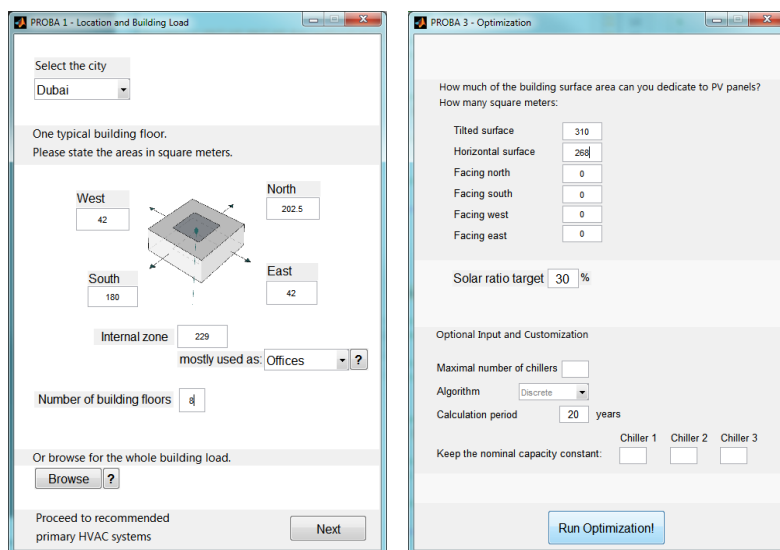 PROBA 1 - Location and Building Load
Select the city
Dubai
One typical building floor.
Please state the areas in square meters.
West
42
North
202.5
South
180
East
42
Internal zone
229
mostly used as:
Offices
?
Number of building floors
8
Or browse for the whole building load.
Browse
?
Proceed to recommended
primary HVAC systems
Next
PROBA 3 - Optimization
How much of the building surface area can you dedicate to PV panels?
How many square meters:
Tilted surface 310
Horizontal surface 268
Facing north 0
Facing south 0
Facing west 0
Facing east 0
Solar ratio target 30 %
Optional Input and Customization
Maximal number of chillers
Algorithm Discrete
Calculation period 20 years
Chiller 1 Chiller 2 Chiller 3
Keep the nominal capacity constant:
Run Optimization!